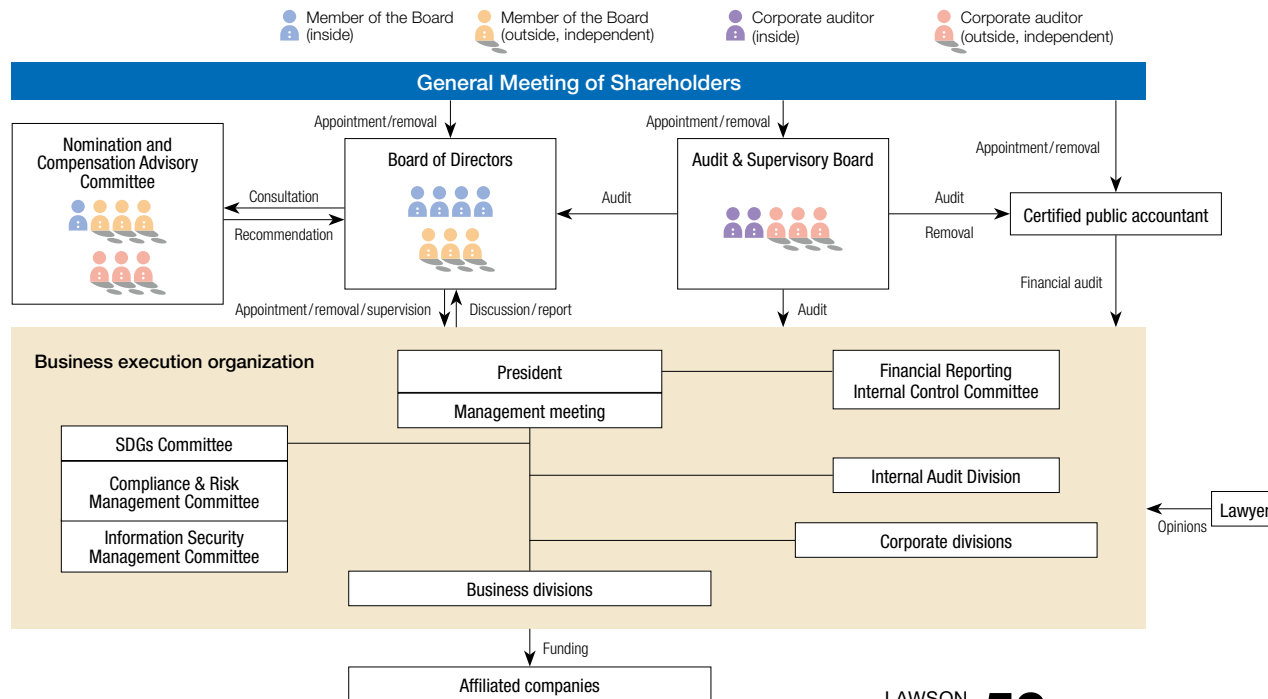 Member of the Board
(inside)
Member of the Board
(outside, independent)
Corporate auditor
(inside)
Corporate auditor
(outside, independent)
General Meeting of Shareholders
Appointment/removal
Appointment/removal
Appointment/removal
Nomination and
Compensation Advisory
Committee
Consultation
Recommendation
Board of Directors
Audit
Audit & Supervisory Board
Audit
Removal
Certified public accountant
Appointment/removal/supervision
Discussion/report
Audit
Financial audit
Business execution organization
President
Management meeting
Financial Reporting
Internal Control Committee
SDGs Committee
Compliance & Risk
Management Committee
Information Security
Management Committee
Internal Audit Division
Corporate divisions
Business divisions
Opinions
Lawyer
Funding
Affiliated companies
LAWSON